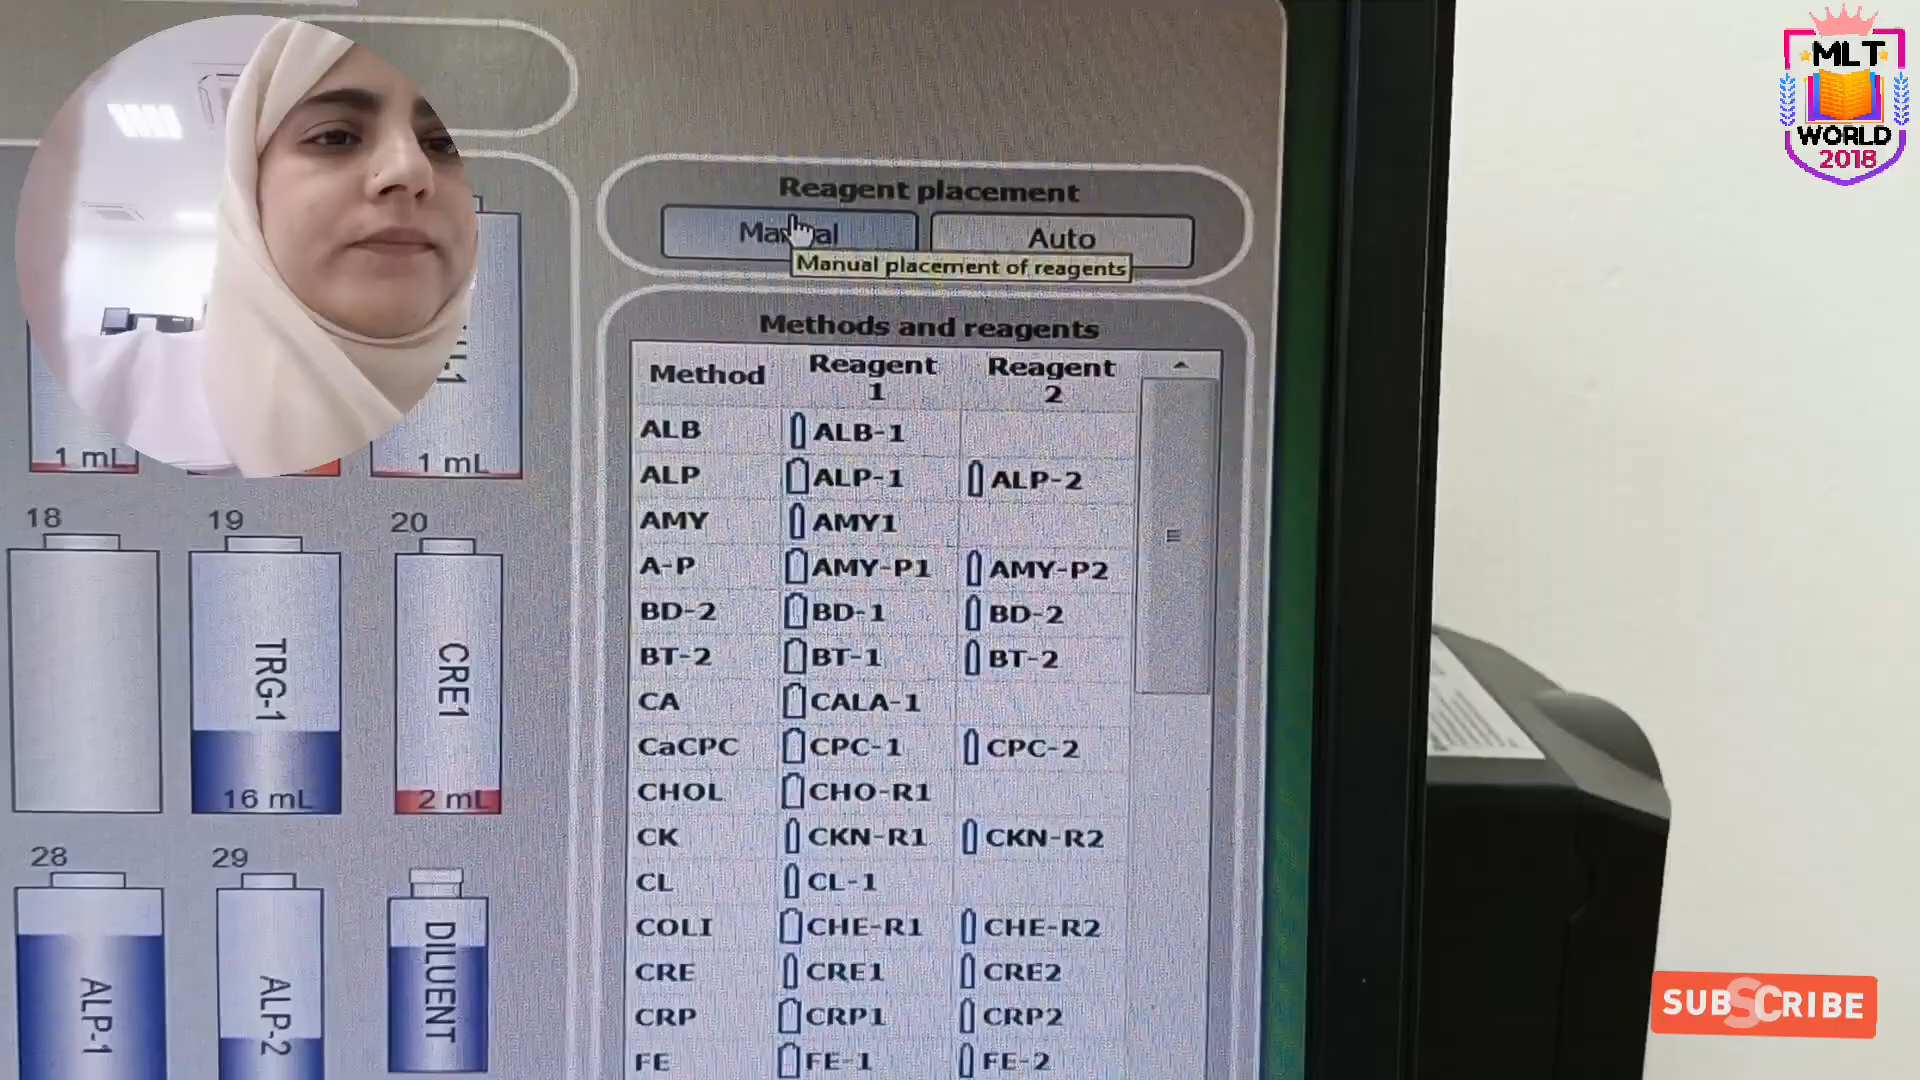 MLT
WORLD
2018
Reagent placement
Manual
Auto
Manual placement of reagents
Methods and reagents
Method Reagent 1 Reagent 2
ALB ALB-1
ALP ALP-1 ALP-2
AMY AMY1
A-P AMY-P1 AMY-P2
BD-2 BD-1 BD-2
BT-2 BT-1 BT-2
CA CALA-1
CaCPC CPC-1 CPC-2
CHOL CHO-R1
CK CKN-R1 CKN-R2
CL CL-1
COLI CHE-R1 CHE-R2
CRE CRE1 CRE2
CRP CRP1 CRP2
FE FE-1 FE-2
1 mL
1 mL
18
19
20
TRG-1
16 mL
CRE1
2 mL
28
29
ALP-1
ALP-2
DILUENT
SUBSCRIBE